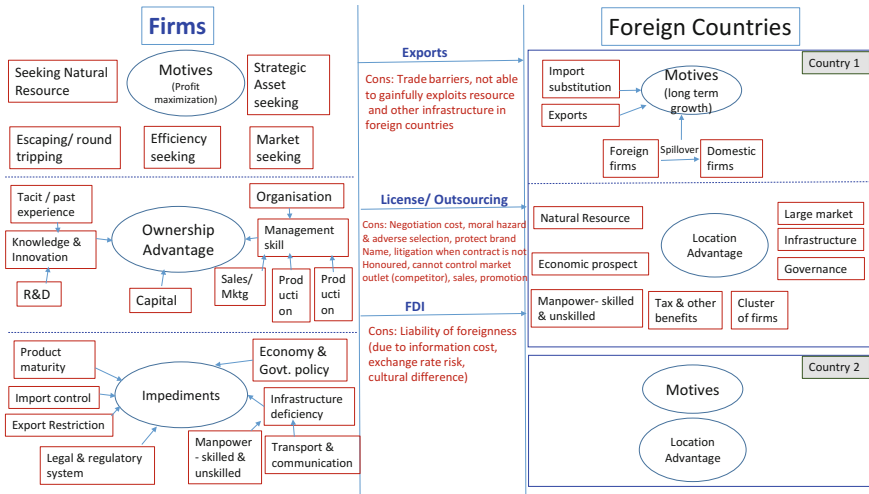 Firms
Foreign Countries
Seeking Natural
Resource
Motives
(Profit
maximization)
Strategic
Asset
seeking
Escaping/ round
tripping
Efficiency
seeking
Market
seeking
Tacit / past
experience
Organisation
Ownership
Advantage
Knowledge &
Innovation
Management
skill
R&D
Capital
Sales/
Mktg
Producti
on
Producti
on
Product
maturity
Economy &
Govt. policy
Impediments
Import control
Infrastructure
deficiency
Export Restriction
Legal & regulatory
system
Manpower
- skilled &
unskilled
Transport &
communication
Exports
Cons: Trade barriers, not able
to gainfully exploits resource
and other infrastructure in
foreign countries
License/ Outsourcing
Cons: Negotiation cost, moral hazard
& adverse selection, protect brand
Name, litigation when contract is not
Honoured, cannot control market
outlet (competitor), sales, promotion
FDI
Cons: Liability of foreignness
(due to information cost,
exchange rate risk,
cultural difference)
Country 1
Import
substitution
Motives
(long term
growth)
Exports
Foreign
firms
Spillover
Domestic
firms
Natural Resource
Large market
Location
Advantage
Infrastructure
Economic prospect
Governance
Manpower- skilled
& unskilled
Tax & other
benefits
Cluster
of firms
Country 2
Motives
Location
Advantage